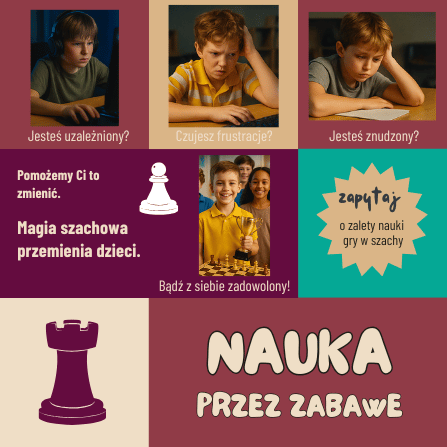 Jesteś uzależniony?
Czujesz frustrację?
Jesteś znudzony?
Pomożemy Ci to
zmienić.
Magia szachowa
przemienia dzieci.
Bądź z siebie zadowolony!
zapytaj
o zalety nauki
gry w szachy
NAUKA
PRZEZ ZABAWE